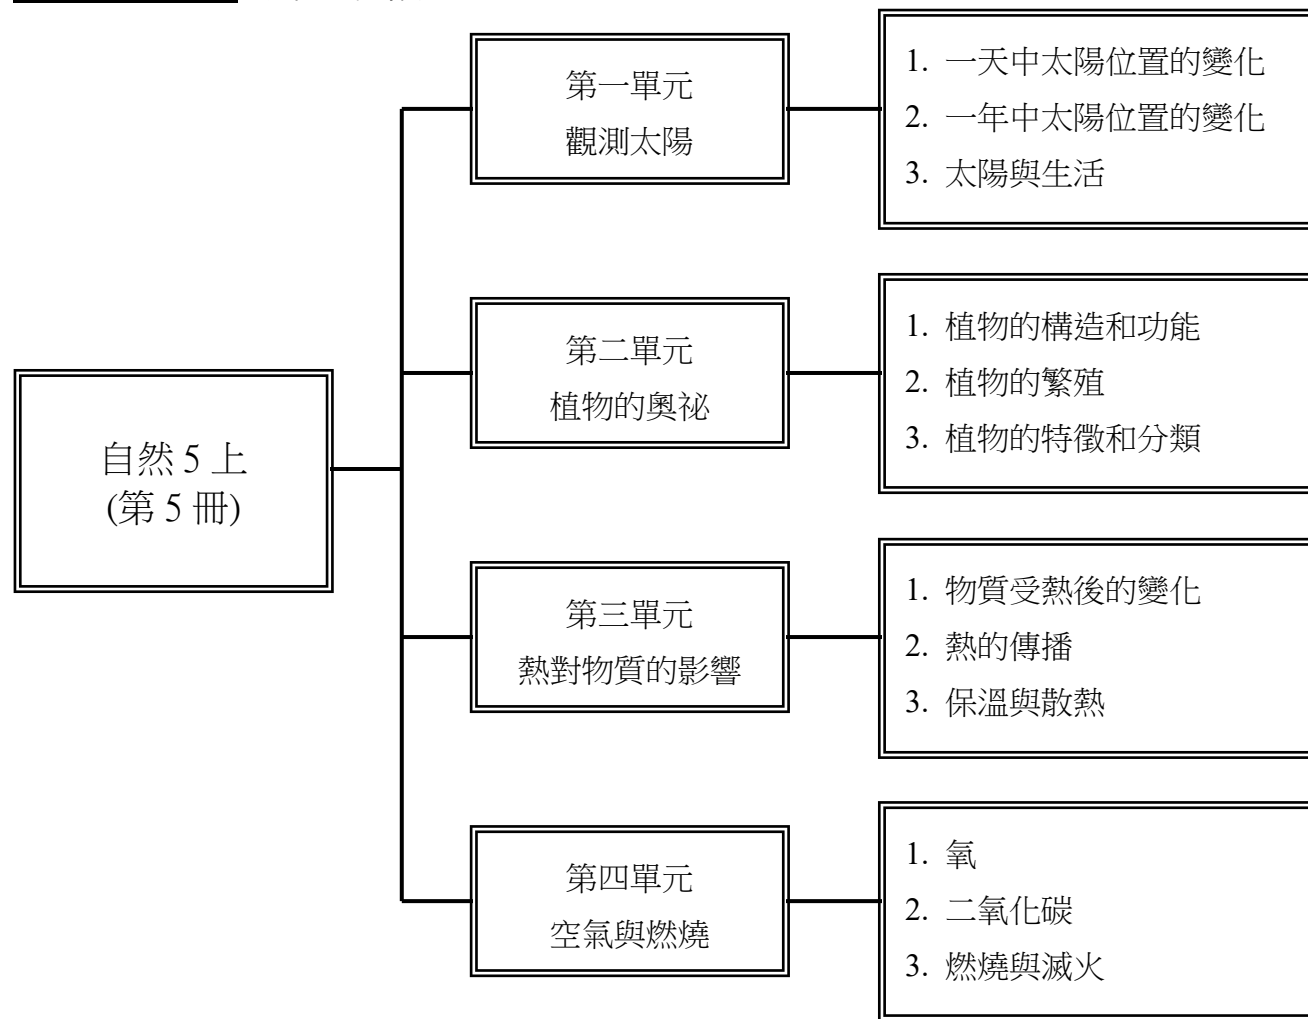 自然 5 上
(第 5 冊)
第一單元
觀測太陽
1. 一天中太陽位置的變化
2. 一年中太陽位置的變化
3. 太陽與生活
第二單元
植物的奧祕
1. 植物的構造和功能
2. 植物的繁殖
3. 植物的特徵和分類
第三單元
熱對物質的影響
1. 物質受熱後的變化
2. 熱的傳播
3. 保溫與散熱
第四單元
空氣與燃燒
1. 氧
2. 二氧化碳
3. 燃燒與滅火